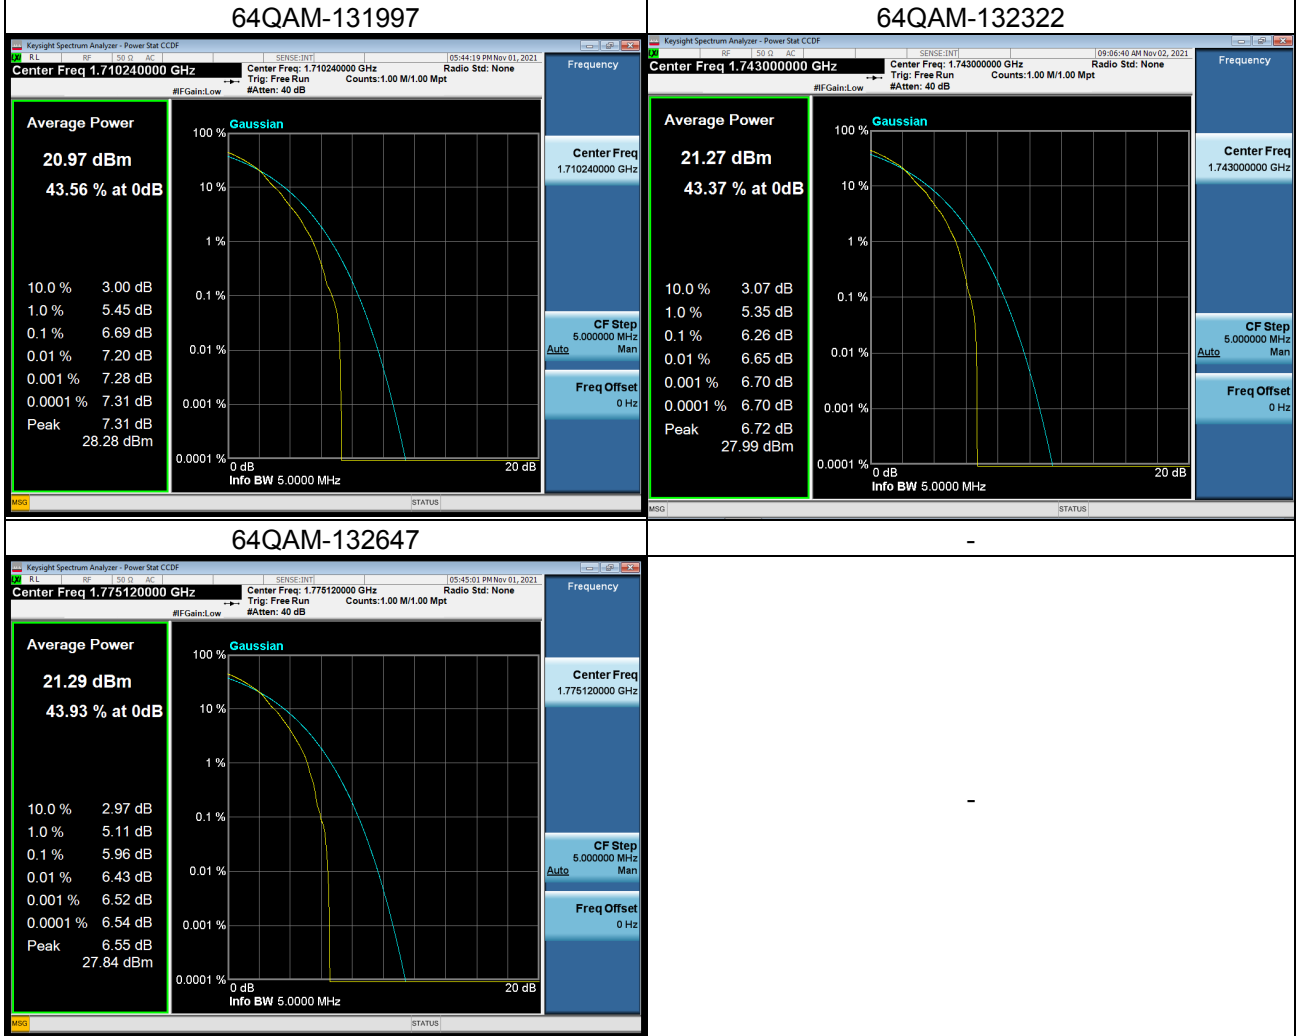 64QAM-131997
Keysight Spectrum Analyzer - Power Stat CCDF
LXI RL RF 50 Ω AC SENSE:INT 05:44:19 PM Nov 01, 2021
Center Freq 1.710240000 GHz
Center Freq: 1.710240000 GHz Radio Std: None
Trig: Free Run Counts:1.00 M/1.00 Mpt
#IFGain:Low #Atten: 40 dB
Frequency
Average Power
20.97 dBm
43.56 % at 0dB
10.0 % 3.00 dB
1.0 % 5.45 dB
0.1 % 6.69 dB
0.01 % 7.20 dB
0.001 % 7.28 dB
0.0001 % 7.31 dB
Peak 7.31 dB
28.28 dBm
Gaussian
100 %
10 %
1 %
0.1 %
0.01 %
0.001 %
0.0001 %
0 dB 20 dB
Info BW 5.0000 MHz
Center Freq
1.710240000 GHz
CF Step
5.000000 MHz
Auto Man
Freq Offset
0 Hz
MSG STATUS
64QAM-132322
Keysight Spectrum Analyzer - Power Stat CCDF
LXI RF 50 Ω AC SENSE:INT 09:06:40 AM Nov 02, 2021
Center Freq 1.743000000 GHz
Center Freq: 1.743000000 GHz Radio Std: None
Trig: Free Run Counts:1.00 M/1.00 Mpt
#IFGain:Low #Atten: 40 dB
Frequency
Average Power
21.27 dBm
43.37 % at 0dB
10.0 % 3.07 dB
1.0 % 5.35 dB
0.1 % 6.26 dB
0.01 % 6.65 dB
0.001 % 6.70 dB
0.0001 % 6.70 dB
Peak 6.72 dB
27.99 dBm
Gaussian
100 %
10 %
1 %
0.1 %
0.01 %
0.001 %
0.0001 %
0 dB 20 dB
Info BW 5.0000 MHz
Center Freq
1.743000000 GHz
CF Step
5.000000 MHz
Auto Man
Freq Offset
0 Hz
MSG STATUS
64QAM-132647
Keysight Spectrum Analyzer - Power Stat CCDF
LXI RL RF 50 Ω AC SENSE:INT 05:45:01 PM Nov 01, 2021
Center Freq 1.775120000 GHz
Center Freq: 1.775120000 GHz Radio Std: None
Trig: Free Run Counts:1.00 M/1.00 Mpt
#IFGain:Low #Atten: 40 dB
Frequency
Average Power
21.29 dBm
43.93 % at 0dB
10.0 % 2.97 dB
1.0 % 5.11 dB
0.1 % 5.96 dB
0.01 % 6.43 dB
0.001 % 6.52 dB
0.0001 % 6.54 dB
Peak 6.55 dB
27.84 dBm
Gaussian
100 %
10 %
1 %
0.1 %
0.01 %
0.001 %
0.0001 %
0 dB 20 dB
Info BW 5.0000 MHz
Center Freq
1.775120000 GHz
CF Step
5.000000 MHz
Auto Man
Freq Offset
0 Hz
MSG STATUS
-
-